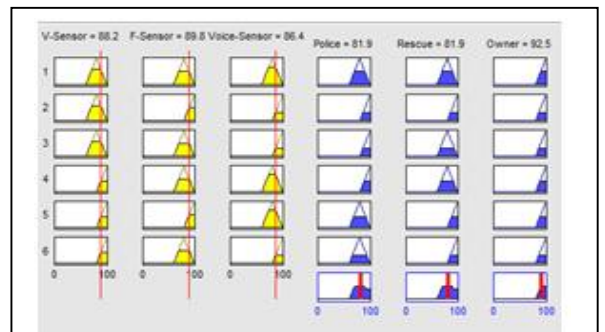 V-Sensor = 88.2 F-Sensor = 89.8 Voice-Sensor = 86.4 Police = 81.9 Rescue = 81.9 Owner = 92.5
1
2
3
4
5
6
0 100 0 100 0 100
0 100 0 100 0 100